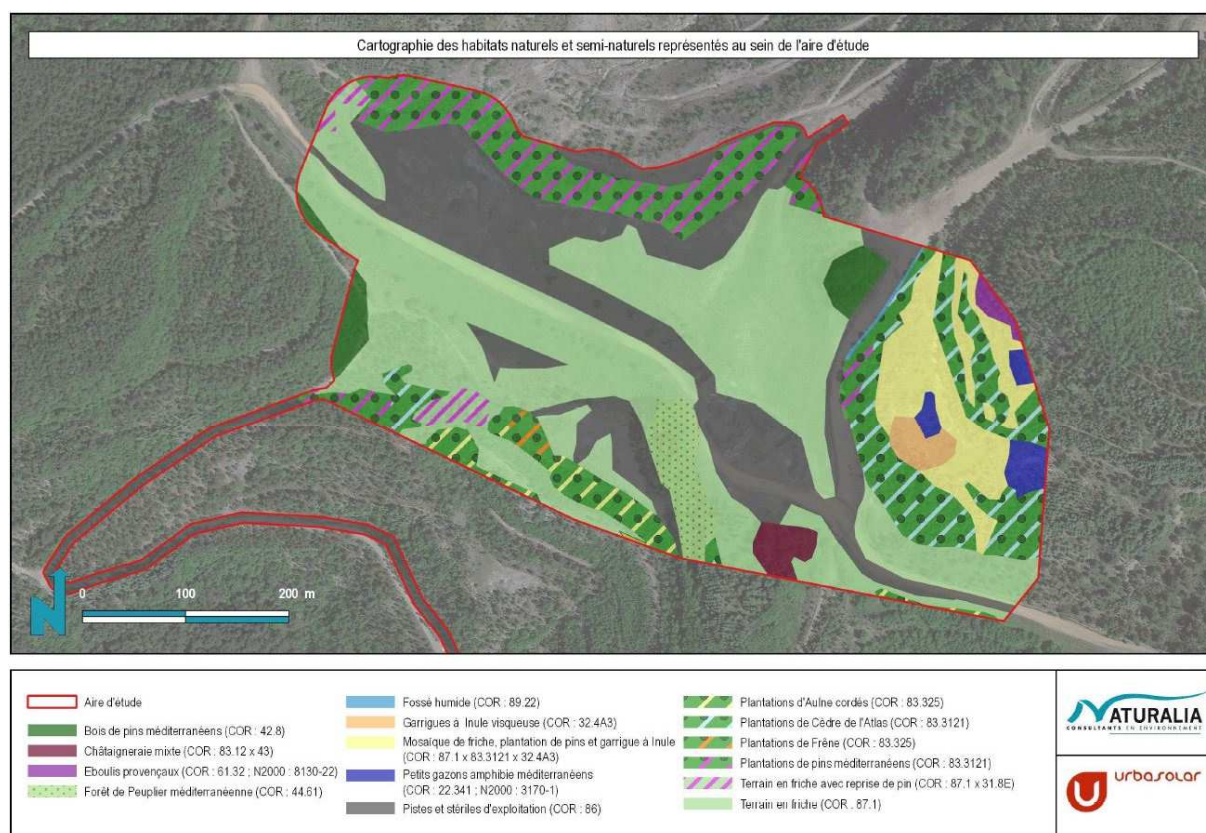 Cartographie des habitats naturels et semi-naturels représentés au sein de l'aire d'étude
N
0 100 200 m
Aire d'étude
Bois de pins méditerranéens (COR : 42.8)
Châtaigneraie mixte (COR : 83.12 x 43)
Eboulis provençaux (COR : 61.32 ; N2000 : 8130-22)
Forêt de Peuplier méditerranéenne (COR : 44.61)
Fossé humide (COR : 89.22)
Garrigues à Inule visqueuse (COR : 32.4A3)
Mosaïque de friche, plantation de pins et garrigue à Inule
(COR : 87.1 x 83.3121 x 32.4A3)
Petits gazons amphibie méditerranéens
(COR : 22.341 ; N2000 : 3170-1)
Pistes et stériles d'exploitation (COR : 86)
Plantations d'Aulne cordés (COR : 83.325)
Plantations de Cèdre de l'Atlas (COR : 83.3121)
Plantations de Frêne (COR : 83.325)
Plantations de pins méditerranéens (COR : 83.3121)
Terrain en friche avec reprise de pin (COR : 87.1 x 31.8E)
Terrain en friche (COR : 87.1)
NATURALIA
CONSULTANTS EN ENVIRONNEMENT
urbasolar